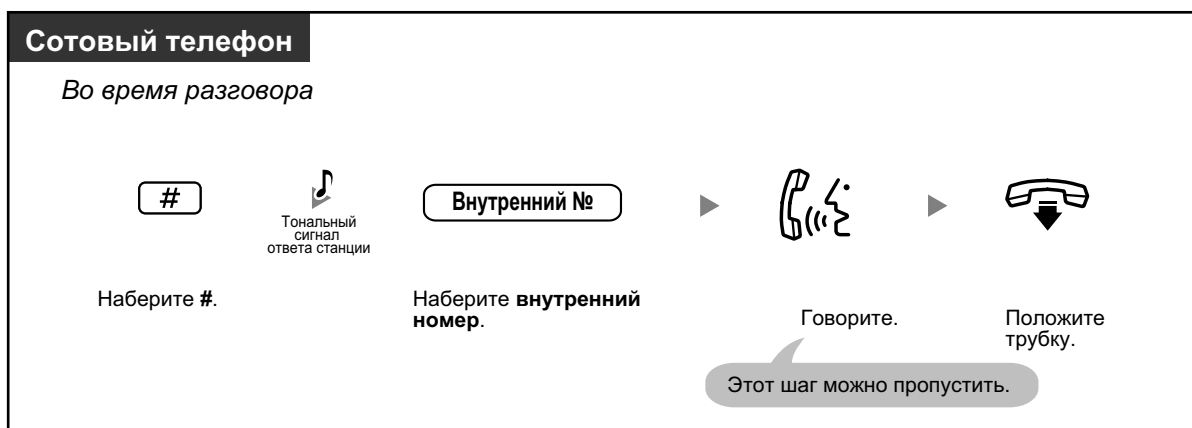 Сотовый телефон
Во время разговора
#
Тональный
сигнал
ответа станции
Внутренний №
Наберите #.
Наберите внутренний
номер.
Говорите.
Положите
трубку.
Этот шаг можно пропустить.